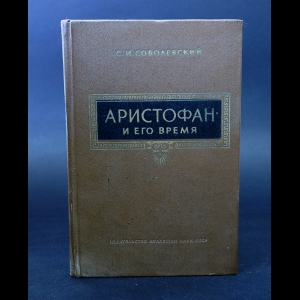 С. И. СОБОЛЕВСКИЙ
АРИСТОФАН
И ЕГО ВРЕМЯ
ИЗДАТЕЛЬСТВО АКАДЕМИИ НАУК СССР